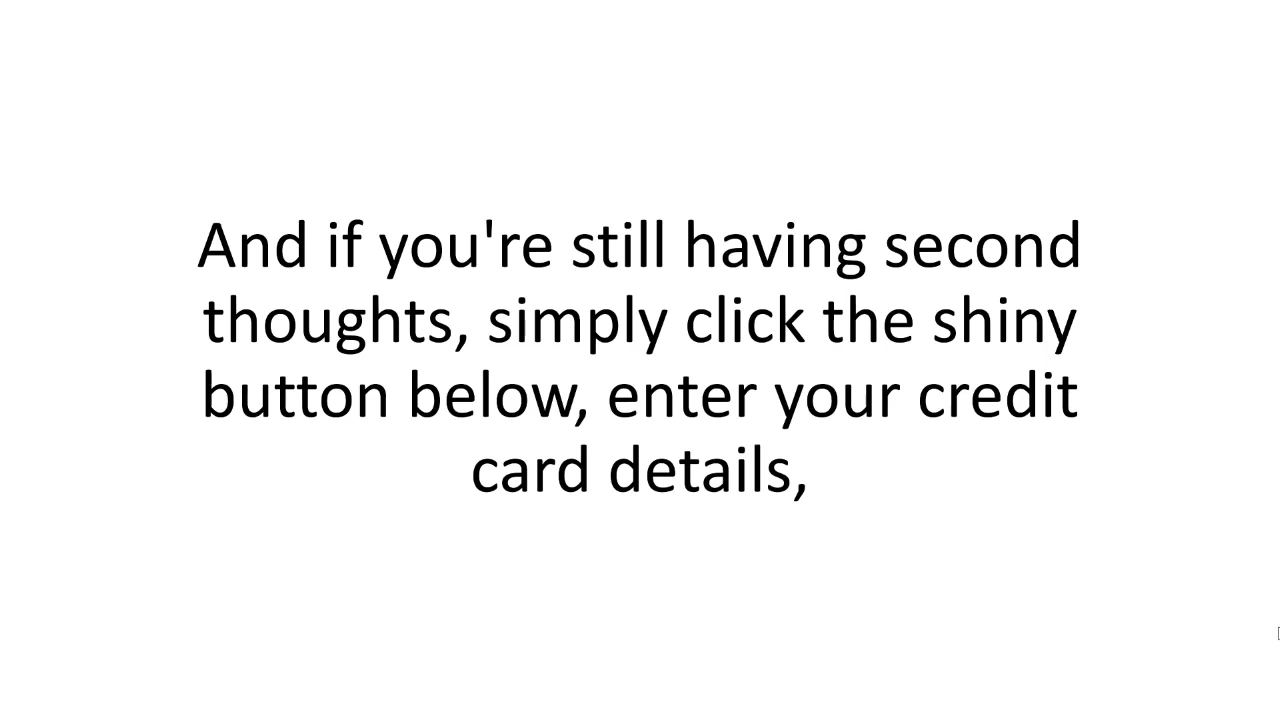 And if you're still having second
thoughts, simply click the shiny
button below, enter your credit
card details,